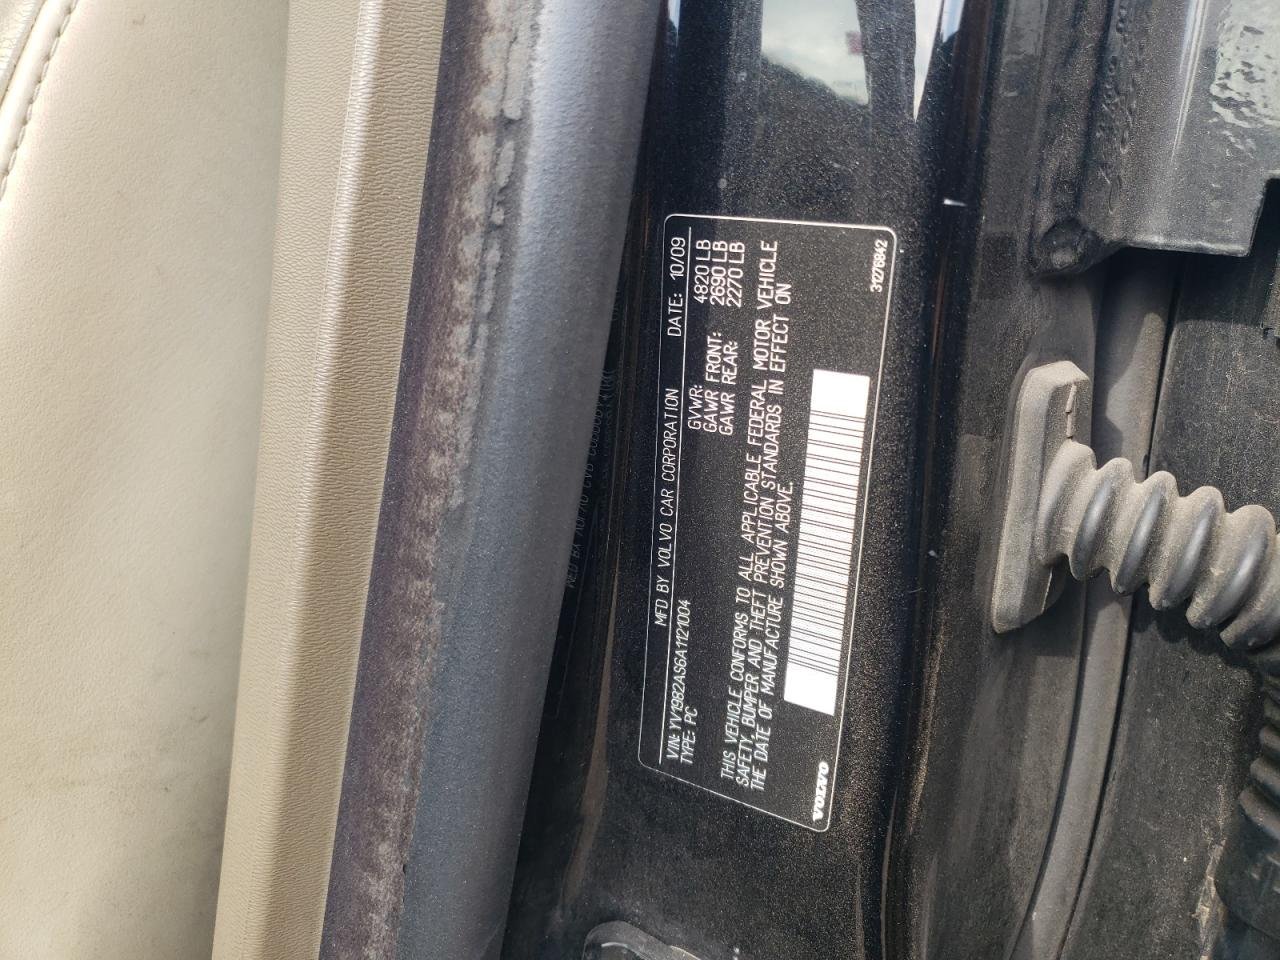 MFD BY VOLVO CAR CORPORATION DATE: 10/09
VIN: YV1982AS6A1121004
TYPE: PC
GVWR: 4820 LB
GAWR FRONT: 2690 LB
GAWR REAR: 2270 LB
THIS VEHICLE CONFORMS TO ALL APPLICABLE FEDERAL MOTOR VEHICLE
SAFETY, BUMPER AND THEFT PREVENTION STANDARDS IN EFFECT ON
THE DATE OF MANUFACTURE SHOWN ABOVE.
VOLVO 31276942